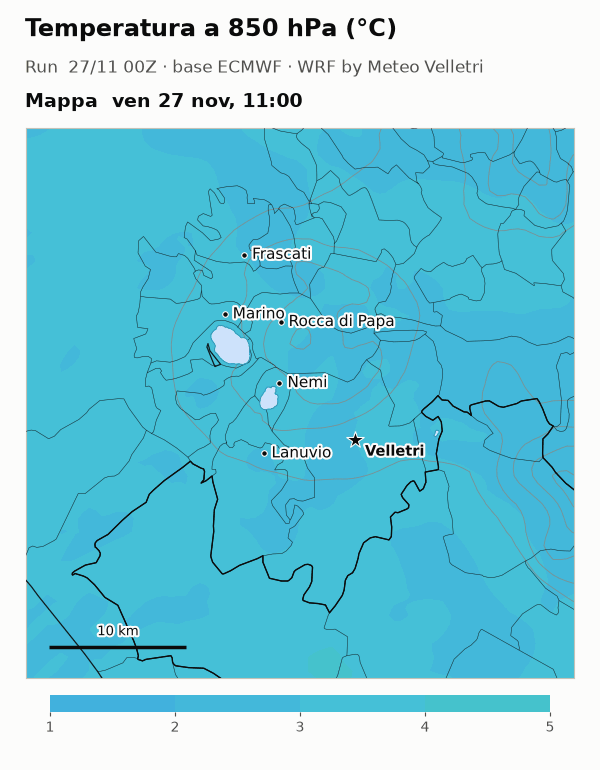 Temperatura a 850 hPa (°C)
Run  27/11 00Z · base ECMWF · WRF by Meteo Velletri
Mappa  ven 27 nov, 11:00
Frascati
Marino
Rocca di Papa
Nemi
Velletri
Lanuvio
10 km
1 2 3 4 5